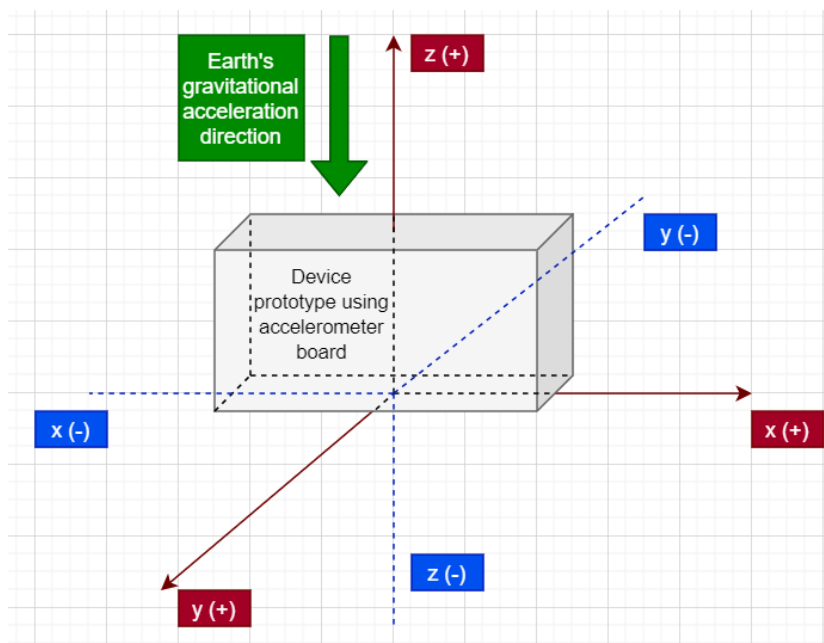 Earth's
gravitational
acceleration
direction
z (+)
y (-)
Device
prototype using
accelerometer
board
x (-)
x (+)
z (-)
y (+)